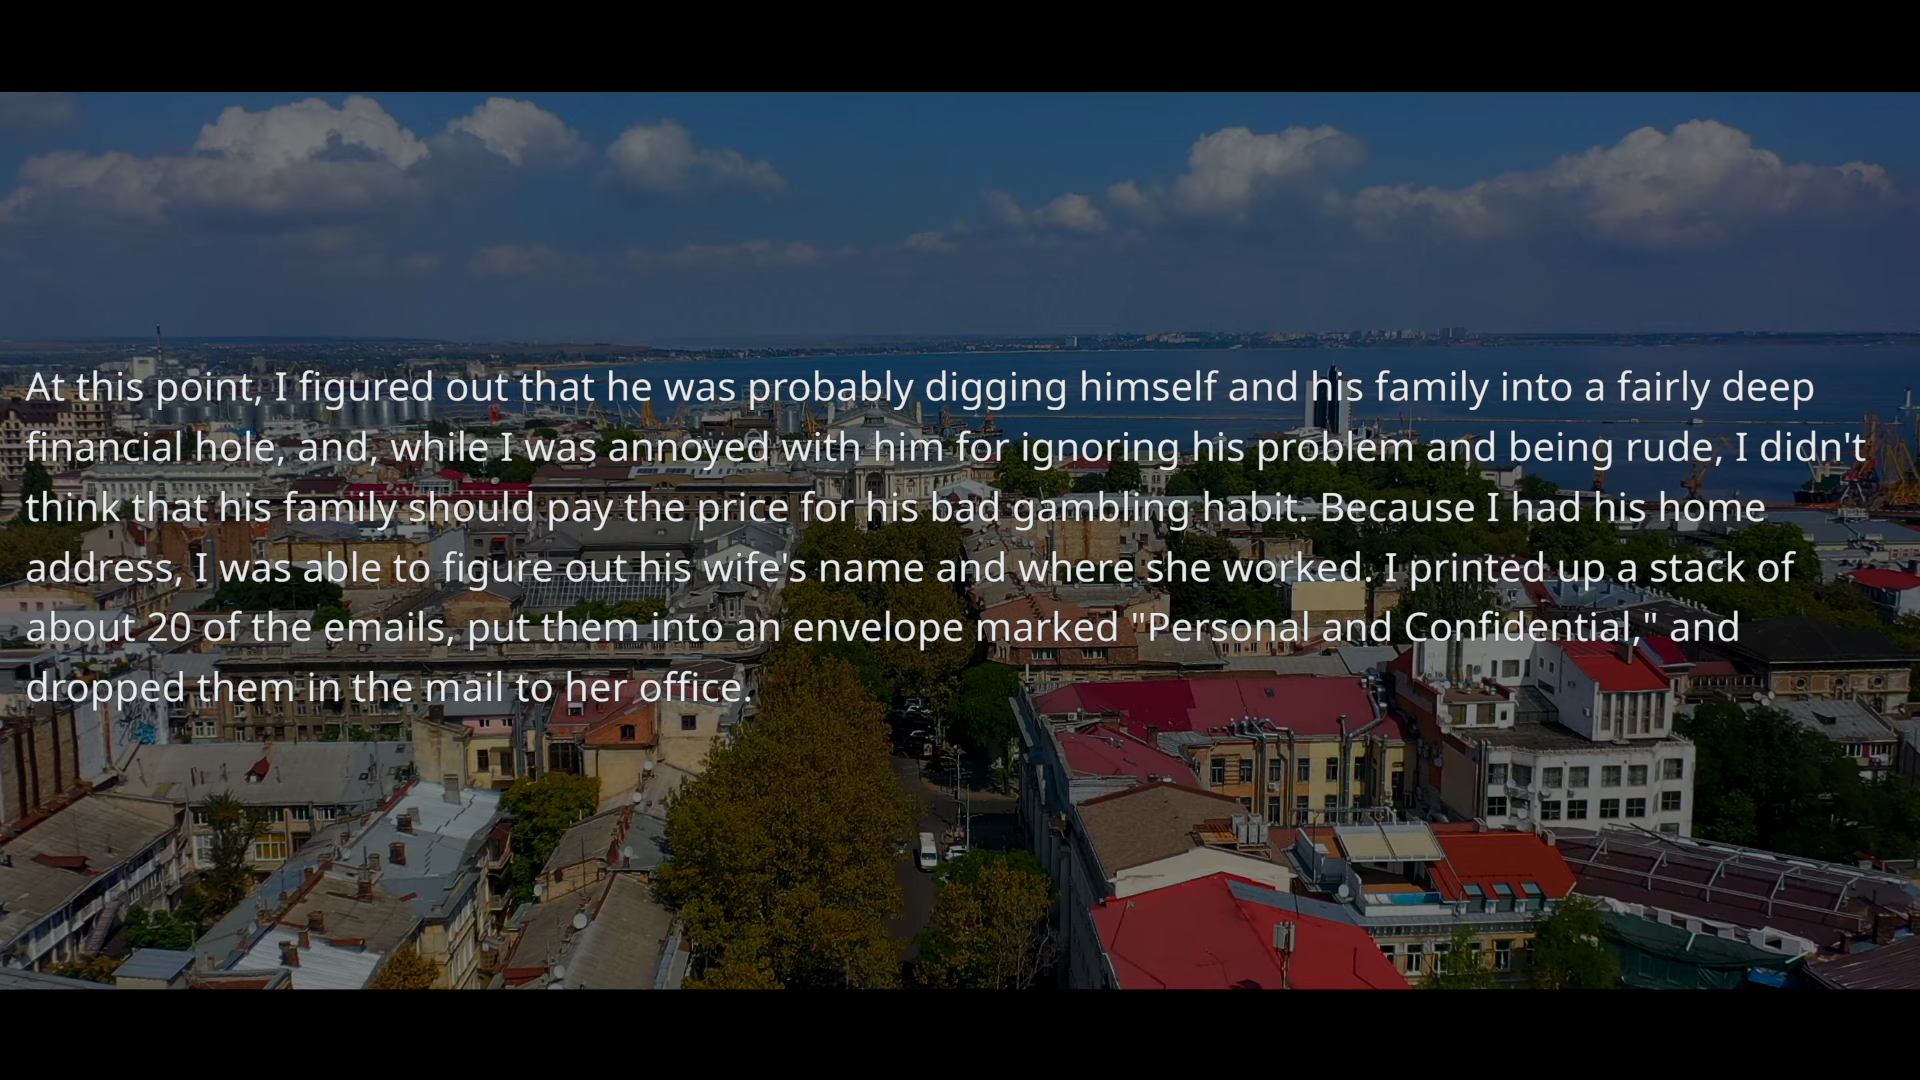 At this point, I figured out that he was probably digging himself and his family into a fairly deep
financial hole, and, while I was annoyed with him for ignoring his problem and being rude, I didn't
think that his family should pay the price for his bad gambling habit. Because I had his home
address, I was able to figure out his wife's name and where she worked. I printed up a stack of
about 20 of the emails, put them into an envelope marked "Personal and Confidential," and
dropped them in the mail to her office.